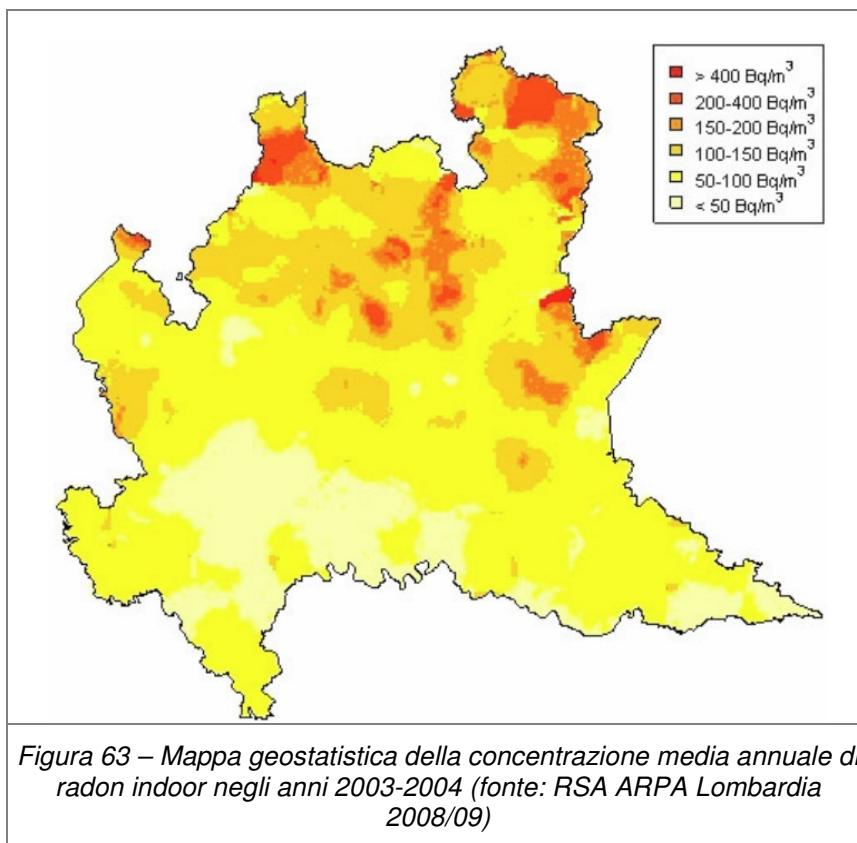 > 400 Bq/m³
200-400 Bq/m³
150-200 Bq/m³
100-150 Bq/m³
50-100 Bq/m³
< 50 Bq/m³
Figura 63 – Mappa geostatistica della concentrazione media annuale di
radon indoor negli anni 2003-2004 (fonte: RSA ARPA Lombardia
2008/09)